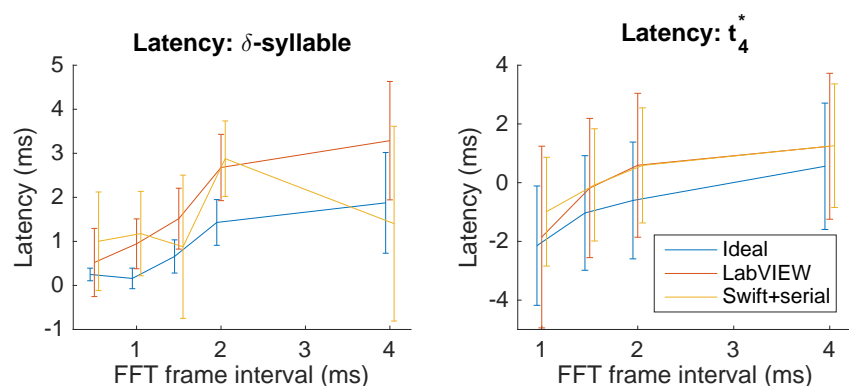 Latency: δ-syllable
Latency (ms)
5
4
3
2
1
0
-1
0 1 2 3 4
FFT frame interval (ms)
Latency: t*4
Latency (ms)
4
2
0
-2
-4
1 2 3 4
FFT frame interval (ms)
Ideal
LabVIEW
Swift+serial